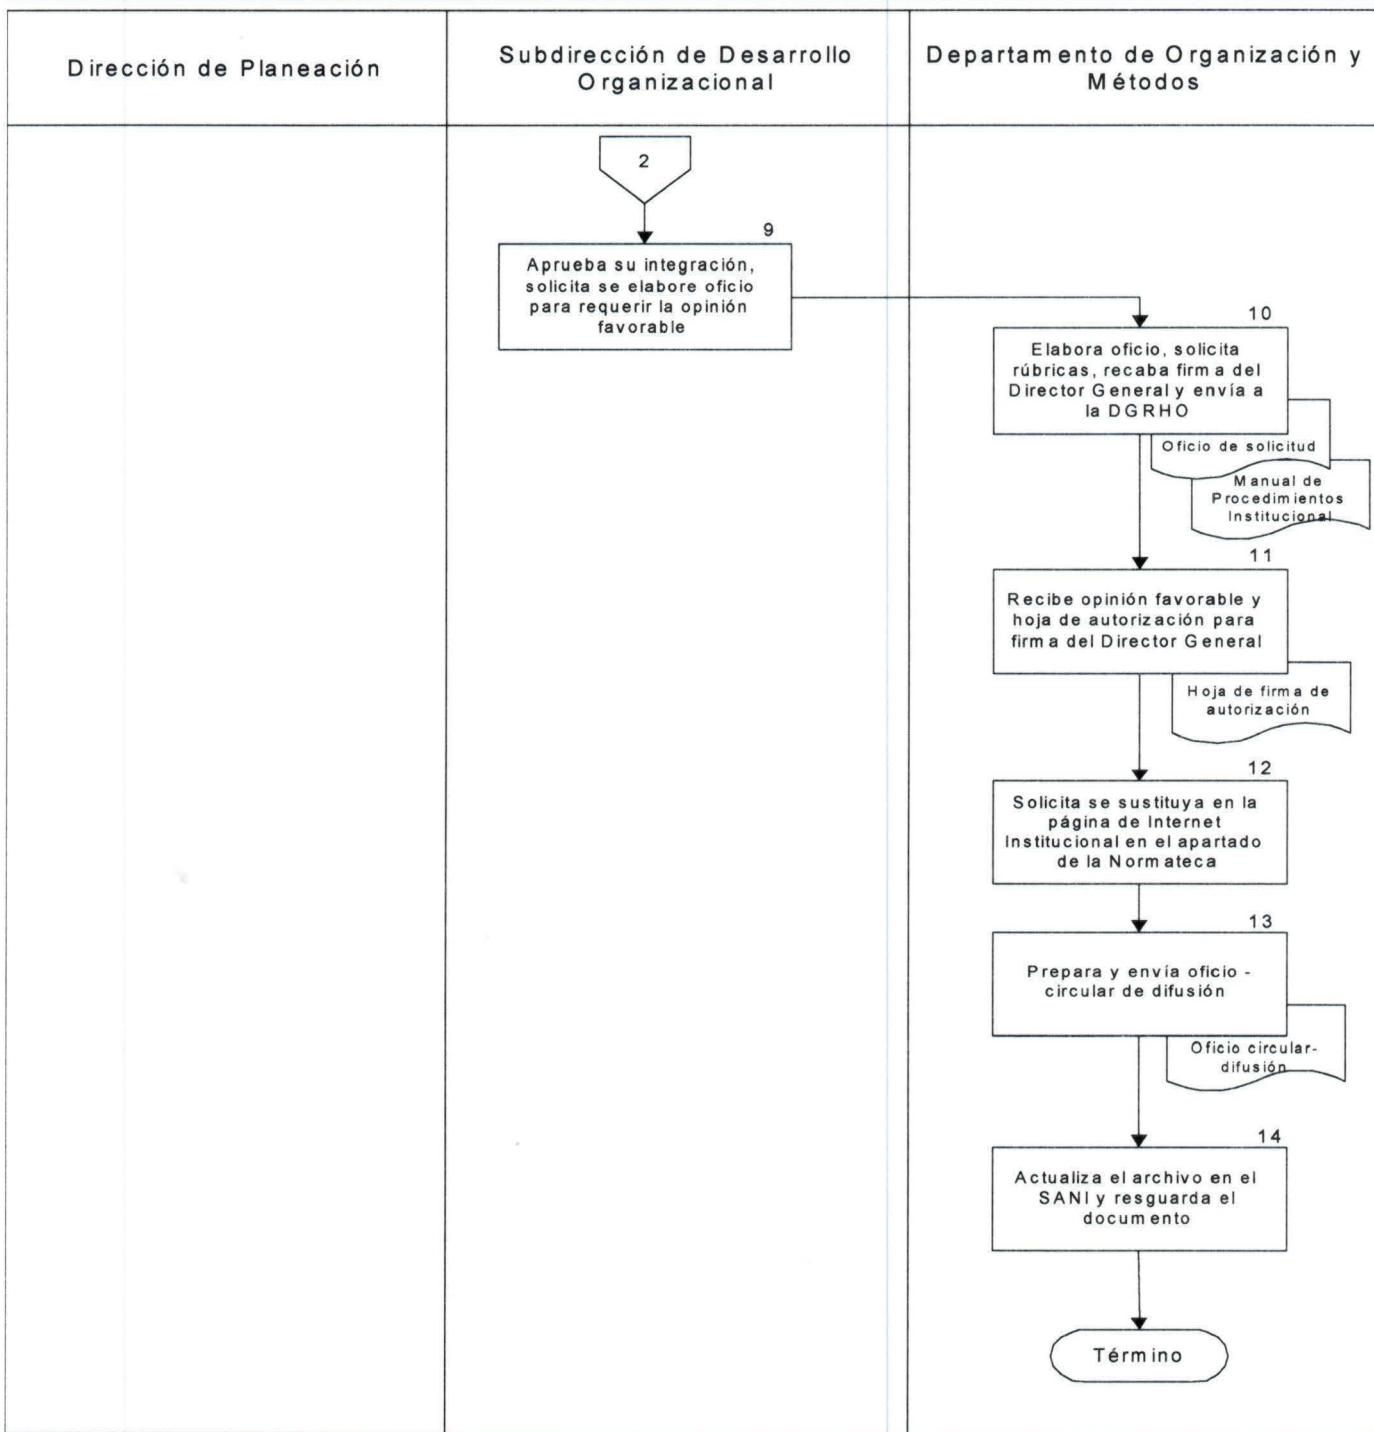 Dirección de Planeación
Subdirección de Desarrollo
Organizacional
Departamento de Organización y
Métodos
2
9
Aprueba su integración,
solicita se elabore oficio
para requerir la opinión
favorable
10
Elabora oficio, solicita
rúbricas, recaba firma del
Director General y envía a
la DGRHO
Oficio de solicitud
Manual de
Procedimientos
Institucional
11
Recibe opinión favorable y
hoja de autorización para
firma del Director General
Hoja de firma de
autorización
12
Solicita se sustituya en la
página de Internet
Institucional en el apartado
de la Normateca
13
Prepara y envía oficio -
circular de difusión
Oficio circular-
difusión
14
Actualiza el archivo en el
SANI y resguarda el
documento
Término